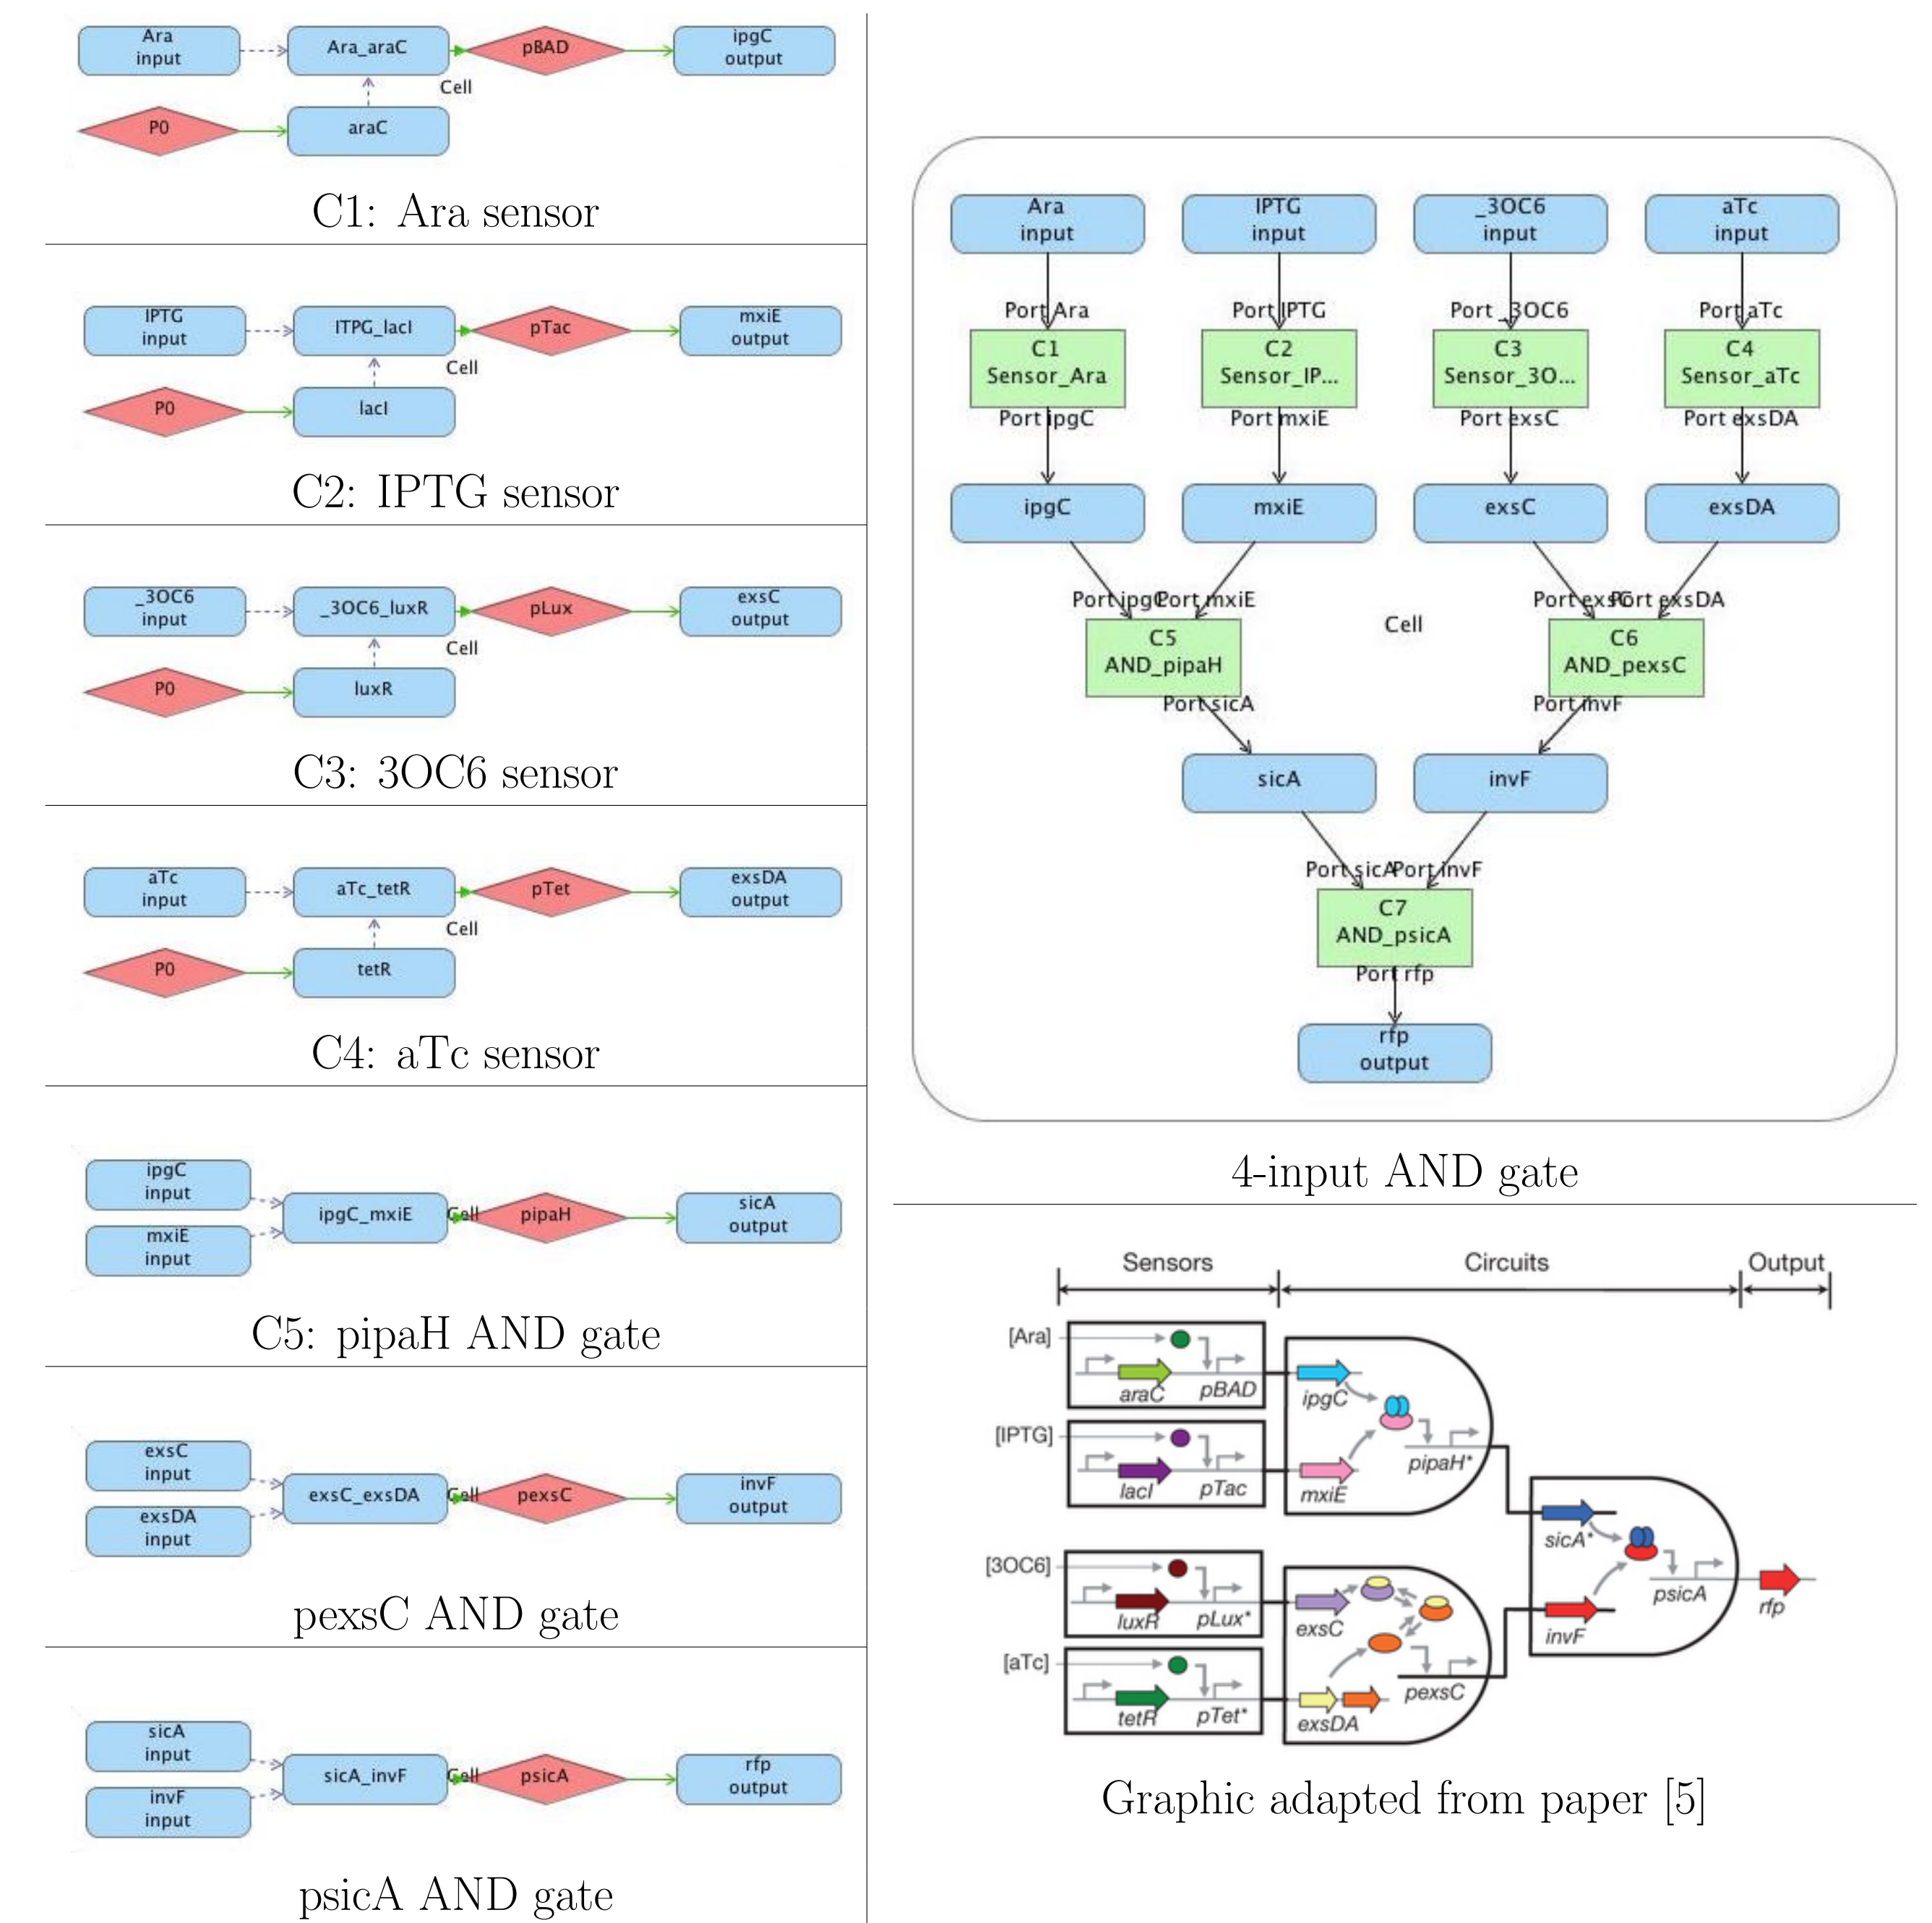 Ara
input
Ara_araC
pBAD
ipgC
output
Cell
P0
araC
C1: Ara sensor
IPTG
input
ITPG_lacI
pTac
mxiE
output
Cell
P0
lacI
C2: IPTG sensor
_3OC6
input
_3OC6_luxR
pLux
exsC
output
Cell
P0
luxR
C3: 3OC6 sensor
aTc
input
aTc_tetR
pTet
exsDA
output
Cell
P0
tetR
C4: aTc sensor
ipgC
input
mxiE
input
ipgC_mxiE
Cell
pipaH
sicA
output
C5: pipaH AND gate
exsC
input
exsDA
input
exsC_exsDA
Cell
pexsC
invF
output
pexsC AND gate
sicA
input
invF
input
sicA_invF
Cell
psicA
rfp
output
psicA AND gate
Ara
input
IPTG
input
_3OC6
input
aTc
input
Port Ara
Port IPTG
Port _3OC6
Port aTc
C1
Sensor_Ara
C2
Sensor_IP...
C3
Sensor_3O...
C4
Sensor_aTc
Port ipgC
Port mxiE
Port exsC
Port exsDA
ipgC
mxiE
exsC
exsDA
Port ipgC
Port mxiE
Port exsC
Port exsDA
Cell
C5
AND_pipaH
C6
AND_pexsC
Port sicA
Port invF
sicA
invF
Port sicA
Port invF
C7
AND_psicA
Port rfp
rfp
output
4-input AND gate
Sensors
Circuits
Output
[Ara]
araC
pBAD
ipgC
[IPTG]
lacI
pTac
mxiE
pipaH*
[3OC6]
luxR
pLux*
exsC
[aTc]
tetR
pTet*
exsDA
pexsC
sicA*
invF
psicA
rfp
Graphic adapted from paper [5]